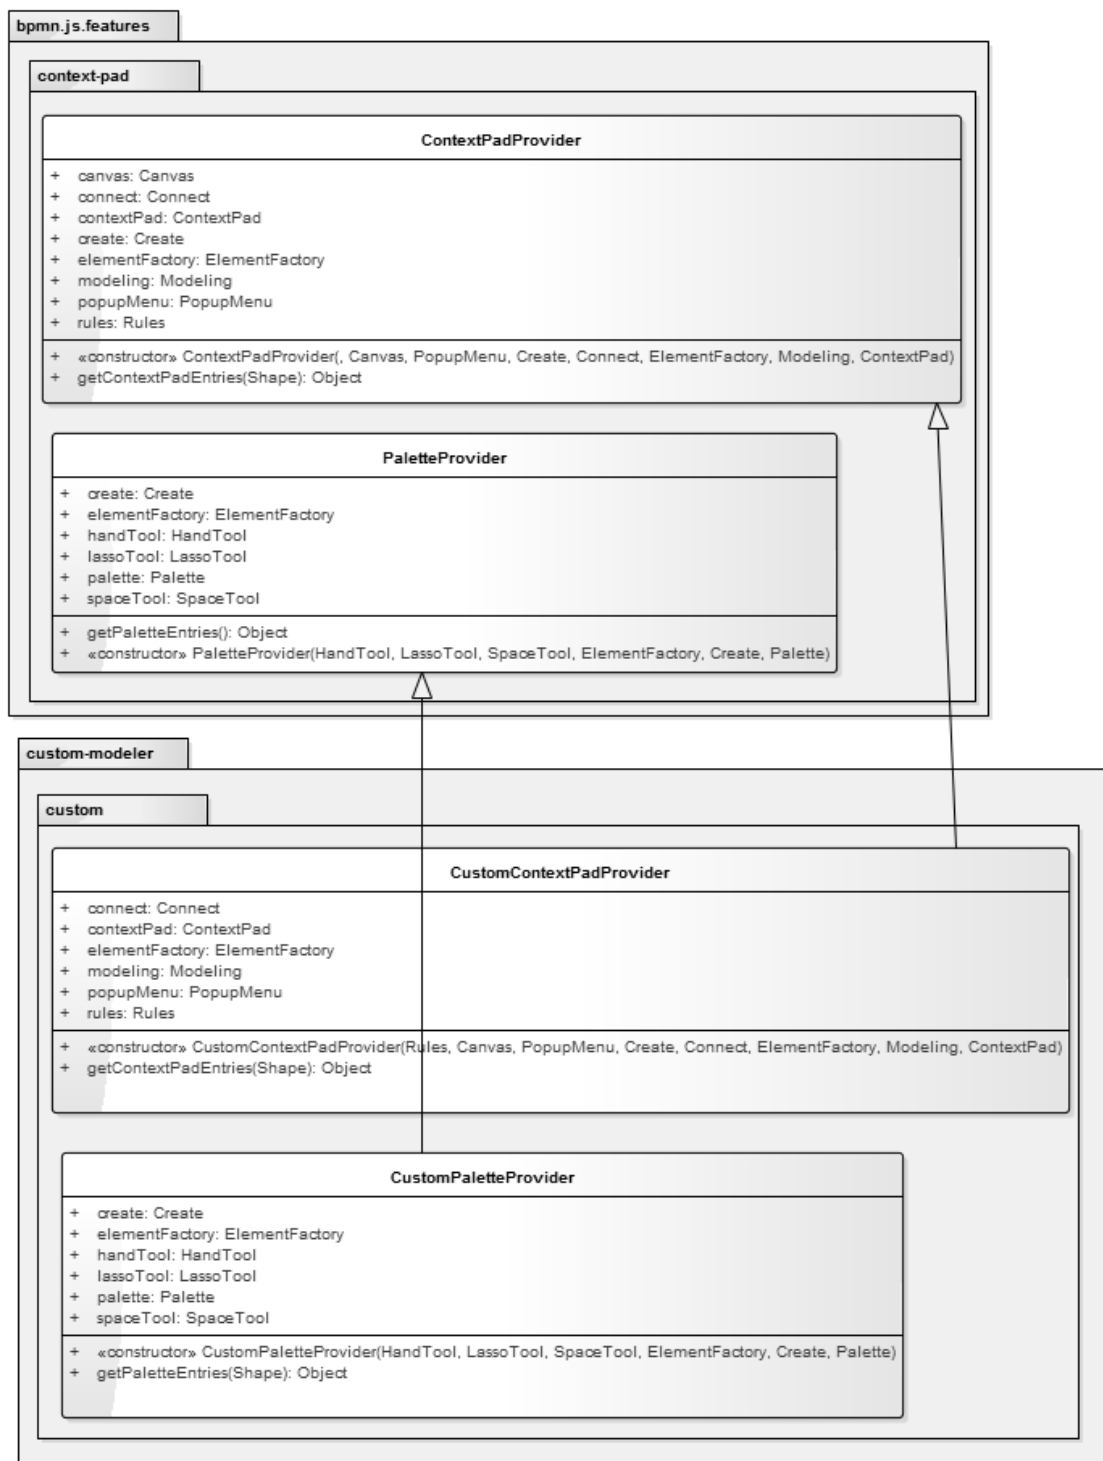 bpmn.js.features
context-pad
ContextPadProvider
+ canvas: Canvas
+ connect: Connect
+ contextPad: ContextPad
+ create: Create
+ elementFactory: ElementFactory
+ modeling: Modeling
+ popupMenu: PopupMenu
+ rules: Rules
+ «constructor» ContextPadProvider(, Canvas, PopupMenu, Create, Connect, ElementFactory, Modeling, ContextPad)
+ getContextPadEntries(Shape): Object
PaletteProvider
+ create: Create
+ elementFactory: ElementFactory
+ handTool: HandTool
+ lassoTool: LassoTool
+ palette: Palette
+ spaceTool: SpaceTool
+ getPaletteEntries(): Object
+ «constructor» PaletteProvider(HandTool, LassoTool, SpaceTool, ElementFactory, Create, Palette)
custom-modeler
custom
CustomContextPadProvider
+ connect: Connect
+ contextPad: ContextPad
+ elementFactory: ElementFactory
+ modeling: Modeling
+ popupMenu: PopupMenu
+ rules: Rules
+ «constructor» CustomContextPadProvider(Rules, Canvas, PopupMenu, Create, Connect, ElementFactory, Modeling, ContextPad)
+ getContextPadEntries(Shape): Object
CustomPaletteProvider
+ create: Create
+ elementFactory: ElementFactory
+ handTool: HandTool
+ lassoTool: LassoTool
+ palette: Palette
+ spaceTool: SpaceTool
+ «constructor» CustomPaletteProvider(HandTool, LassoTool, SpaceTool, ElementFactory, Create, Palette)
+ getPaletteEntries(Shape): Object